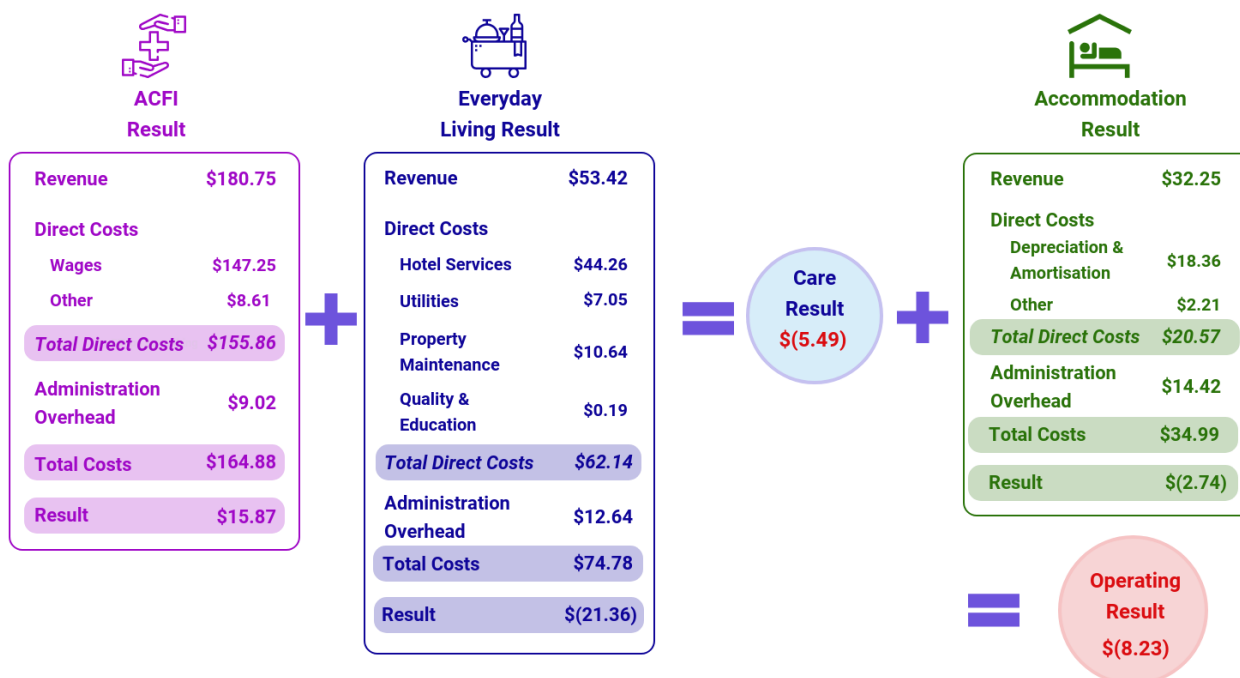 ACFI
Result
Revenue $180.75
Direct Costs
Wages $147.25
Other $8.61
Total Direct Costs $155.86
Administration
Overhead $9.02
Total Costs $164.88
Result $15.87
Everyday
Living Result
Revenue $53.42
Direct Costs
Hotel Services $44.26
Utilities $7.05
Property
Maintenance $10.64
Quality &
Education $0.19
Total Direct Costs $62.14
Administration
Overhead $12.64
Total Costs $74.78
Result $(21.36)
Care
Result
$(5.49)
Accommodation
Result
Revenue $32.25
Direct Costs
Depreciation &
Amortisation $18.36
Other $2.21
Total Direct Costs $20.57
Administration
Overhead $14.42
Total Costs $34.99
Result $(2.74)
Operating
Result
$(8.23)